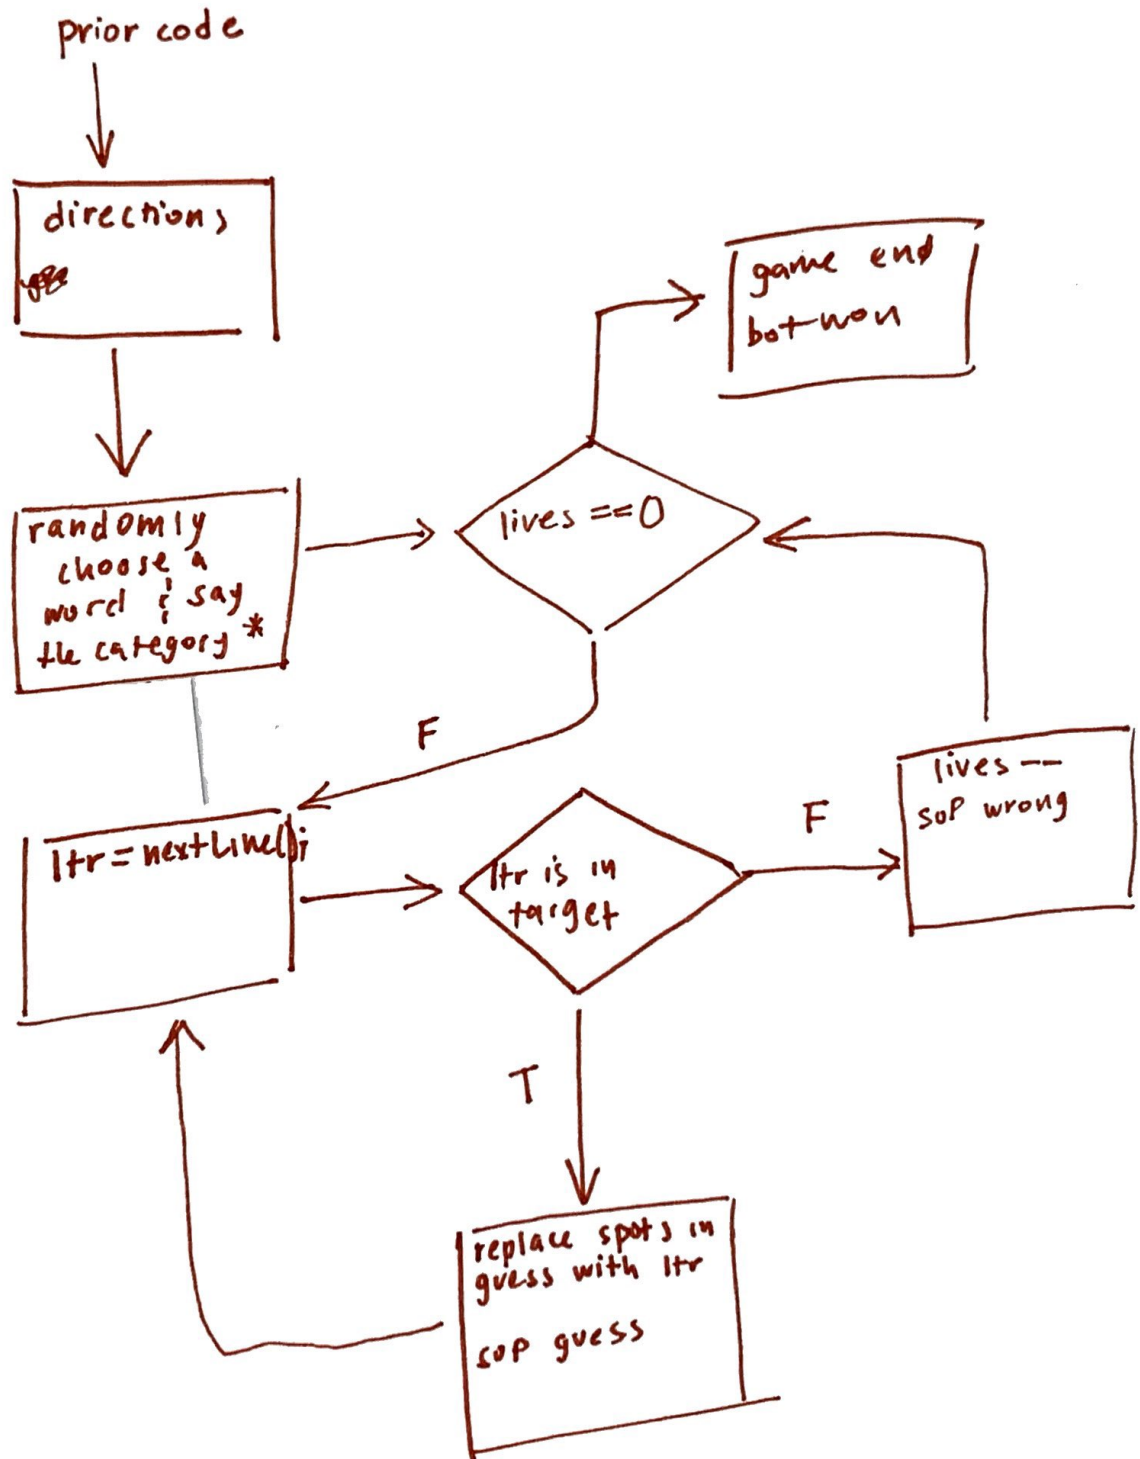 prior code
directions
game end
bot won
lives == 0
randomly
choose a
word & say
the category *
F
ltr = nextLine();
ltr is in
target
F
lives --
SOP wrong
T
replace spots in
guess with ltr
SOP guess